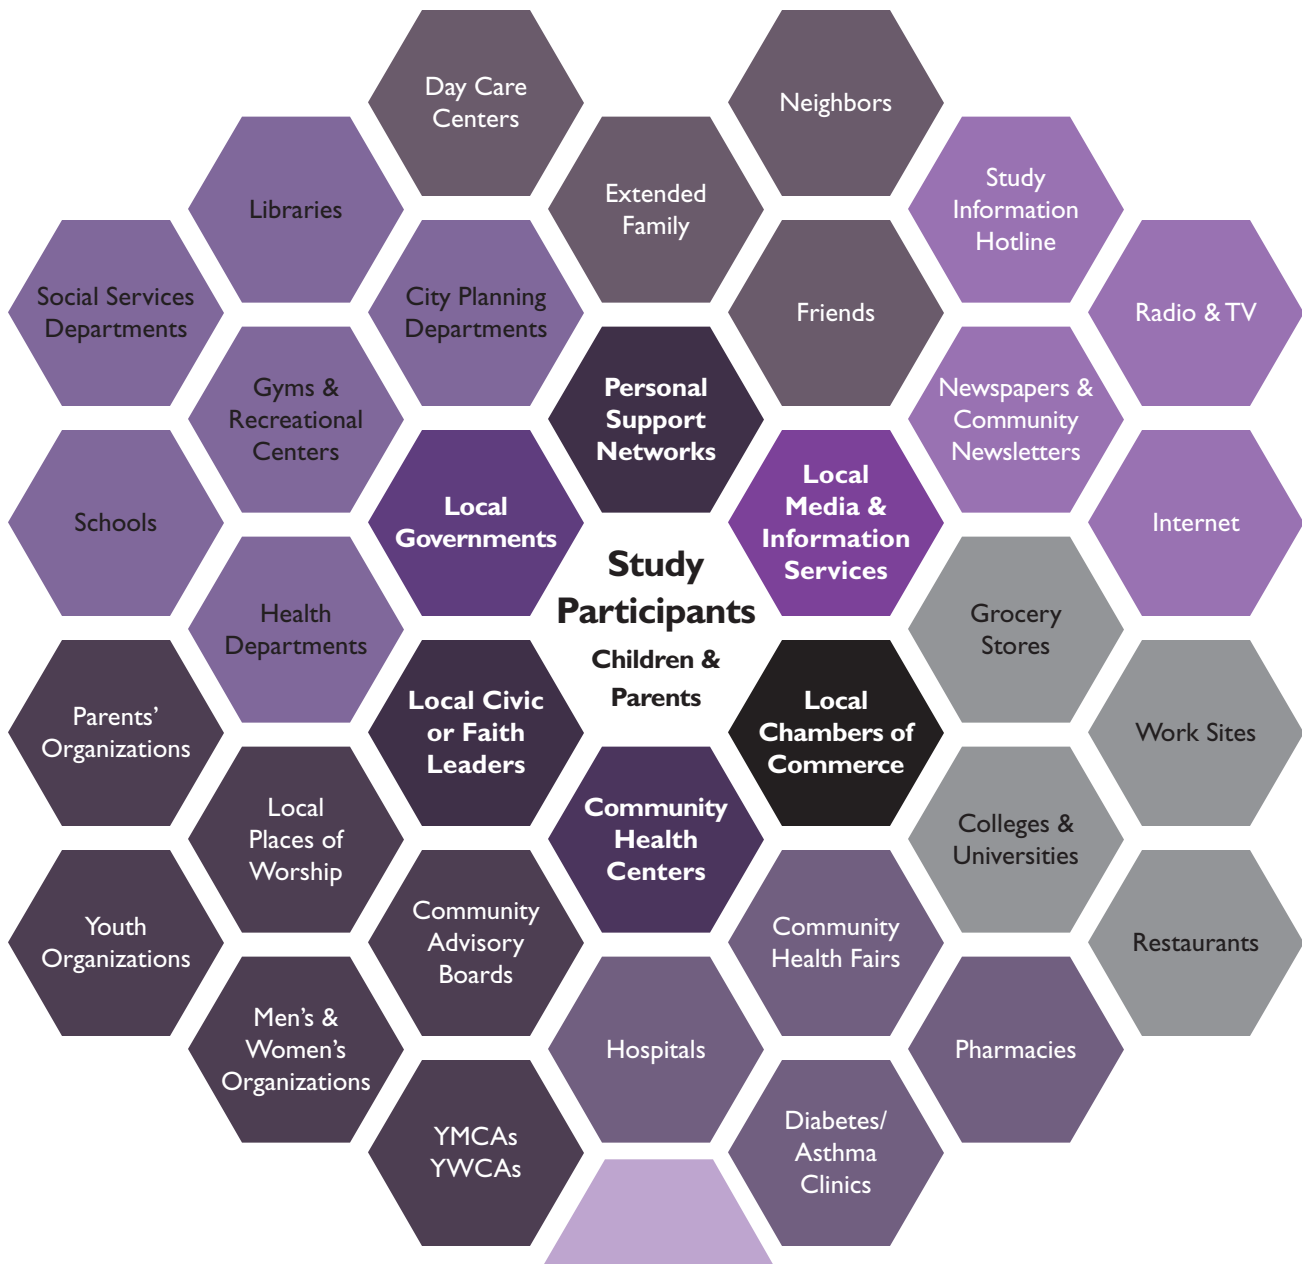 Day Care
Centers
Neighbors
Libraries
Extended
Family
Study
Information
Hotline
Social Services
Departments
City Planning
Departments
Friends
Radio & TV
Gyms &
Recreational
Centers
Personal
Support
Networks
Newspapers &
Community
Newsletters
Schools
Local
Governments
Local
Media &
Information
Services
Internet
Study
Participants
Children &
Parents
Health
Departments
Grocery
Stores
Parents’
Organizations
Local Civic
or Faith
Leaders
Local
Chambers of
Commerce
Work Sites
Local
Places of
Worship
Community
Health
Centers
Colleges &
Universities
Youth
Organizations
Community
Advisory
Boards
Community
Health Fairs
Restaurants
Men’s &
Women’s
Organizations
Hospitals
Pharmacies
YMCAs
YWCAs
Diabetes/
Asthma
Clinics